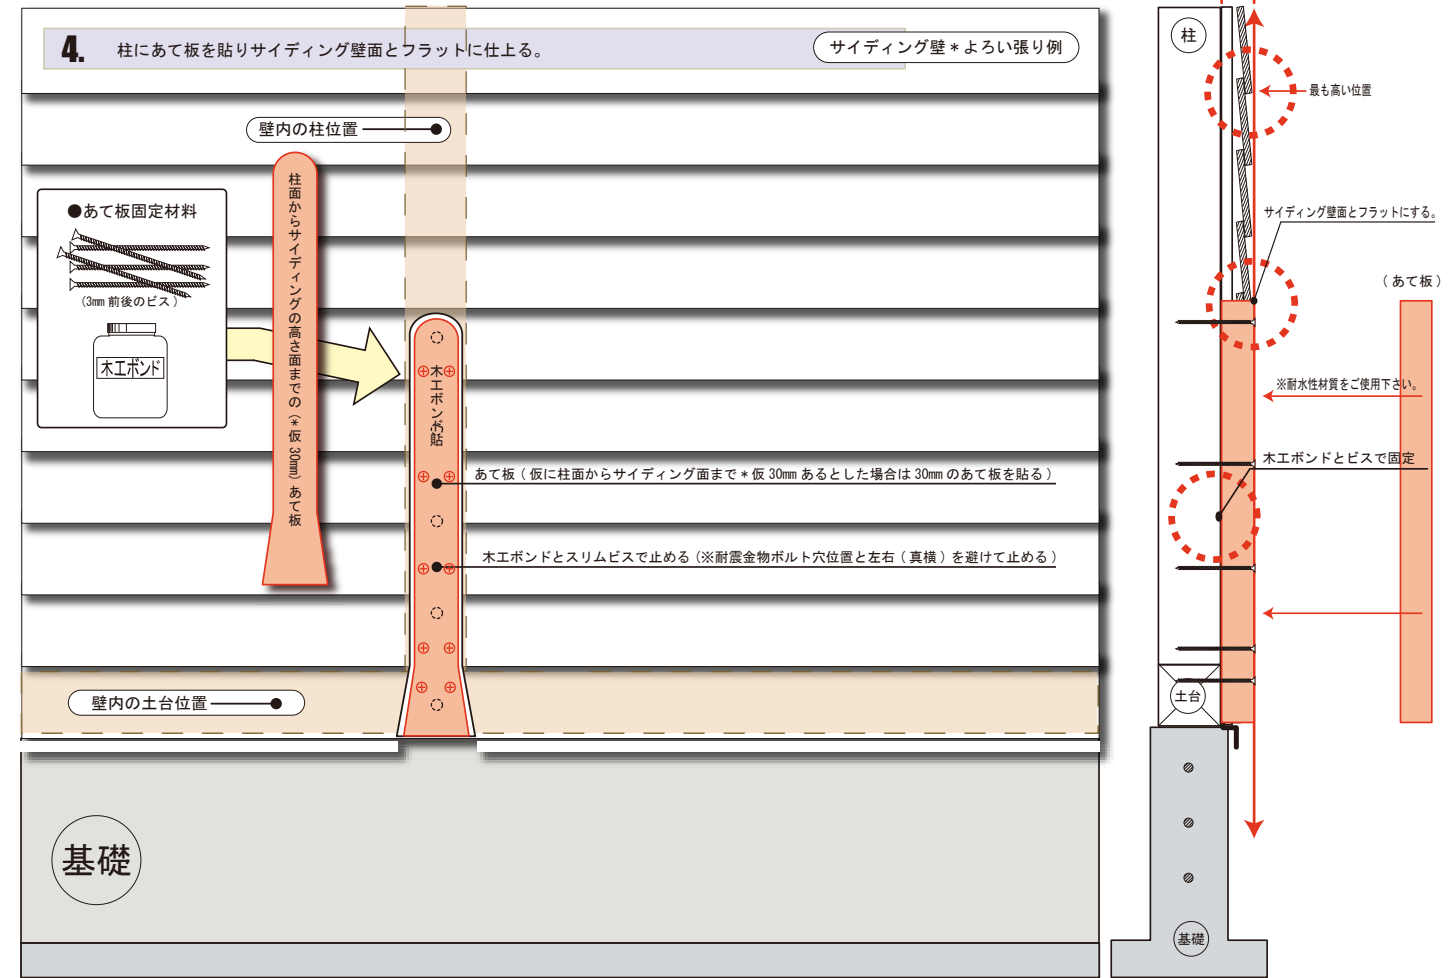 4. 柱にあて板を貼りサイディング壁面とフラットに仕上る。
サイディング壁＊よろい張り例
壁内の柱位置
●あて板固定材料
(3mm 前後のビス)
木工ボンド
柱面からサイディングの高さ面までの（＊仮 30mm）あて板
木工ボンド貼
あて板（仮に柱面からサイディング面まで＊仮 30mm あるとした場合は 30mm のあて板を貼る）
木工ボンドとスリムビスで止める（※耐震金物ボルト穴位置と左右（真横）を避けて止める）
壁内の土台位置
基礎
柱
最も高い位置
サイディング壁面とフラットにする。
（あて板）
※耐水性材質をご使用下さい。
木工ボンドとビスで固定
土台
基礎